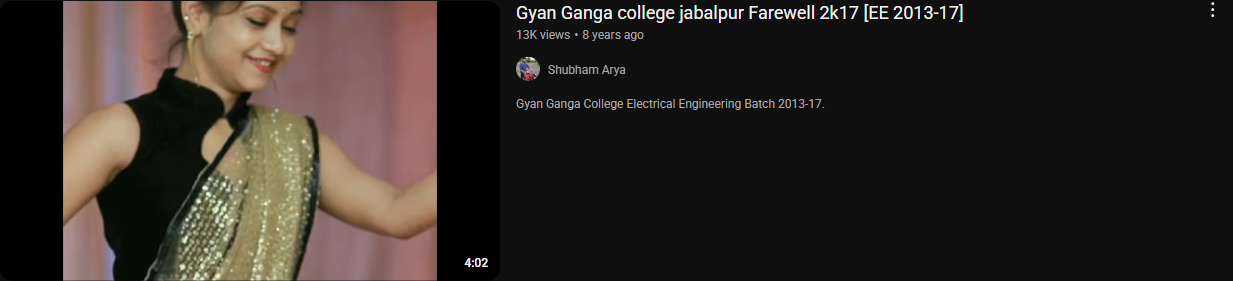 Gyan Ganga college jabalpur Farewell 2k17 [EE 2013-17]
13K views • 8 years ago
Shubham Arya
Gyan Ganga College Electrical Engineering Batch 2013-17.
4:02